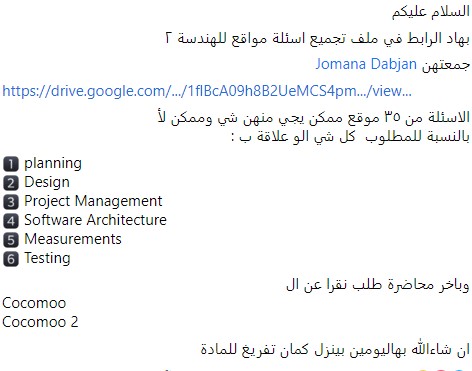 السلام عليكم
بهاد الرابط في ملف تجميع اسئلة مواقع للهندسة ٢
جمعتهن Jomana Dabjan
https://drive.google.com/.../1flBcA09h8B2UeMCS4pm.../view...
الاسئلة من ٣٥ موقع ممكن يجي منهن شي وممكن لأ
بالنسبة للمطلوب كل شي الو علاقة ب :
1 planning
2 Design
3 Project Management
4 Software Architecture
5 Measurements
6 Testing
وباخر محاضرة طلب نقرا عن ال
Cocomoo
Cocomoo 2
ان شاءالله بهاليومين بينزل كمان تفريغ للمادة